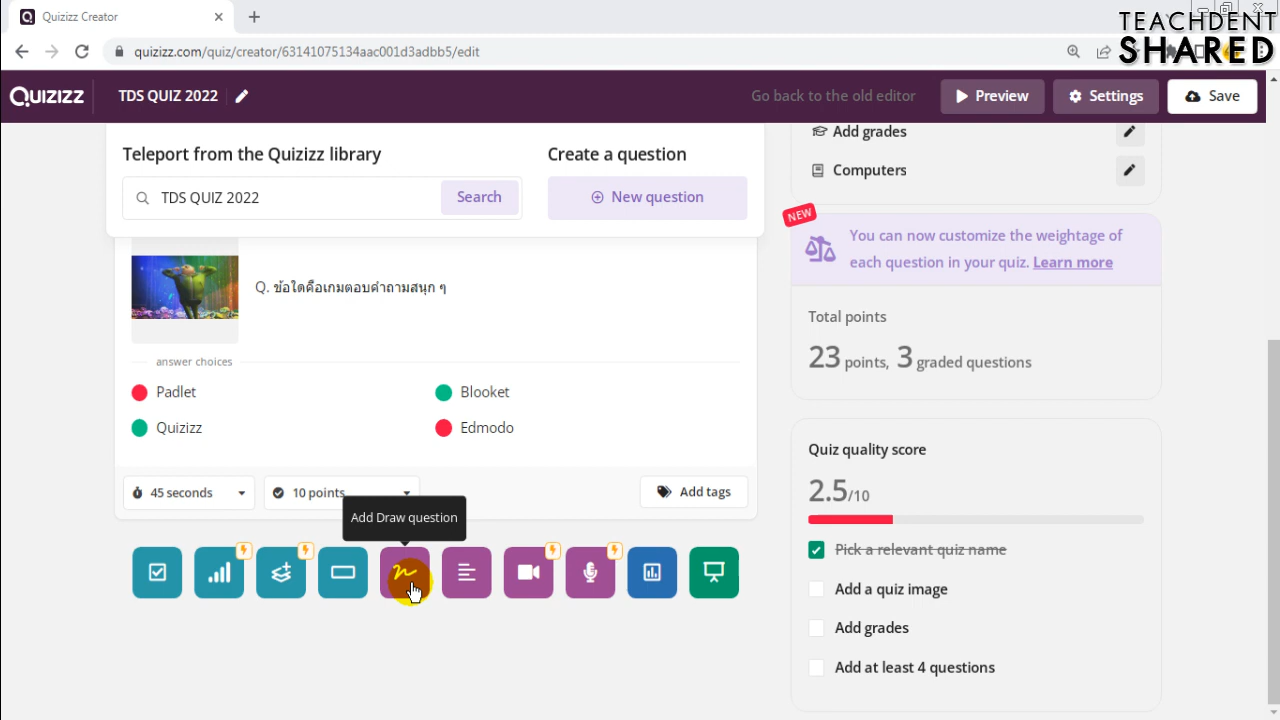 Quizizz Creator
TEACHDENT
SHARED
quizizz.com/quiz/creator/63141075134aac001d3adbb5/edit
QUIZIZZ
TDS QUIZ 2022
Go back to the old editor
Preview
Settings
Save
Teleport from the Quizizz library
TDS QUIZ 2022
Search
Create a question
New question
Q. ข้อใดคือเกมตอบคำถามสนุก ๆ
answer choices
Padlet
Blooket
Quizizz
Edmodo
45 seconds
10 points
Add tags
Add Draw question
Add grades
Computers
NEW
You can now customize the weightage of
each question in your quiz. Learn more
Total points
23 points, 3 graded questions
Quiz quality score
2.5/10
Pick a relevant quiz name
Add a quiz image
Add grades
Add at least 4 questions